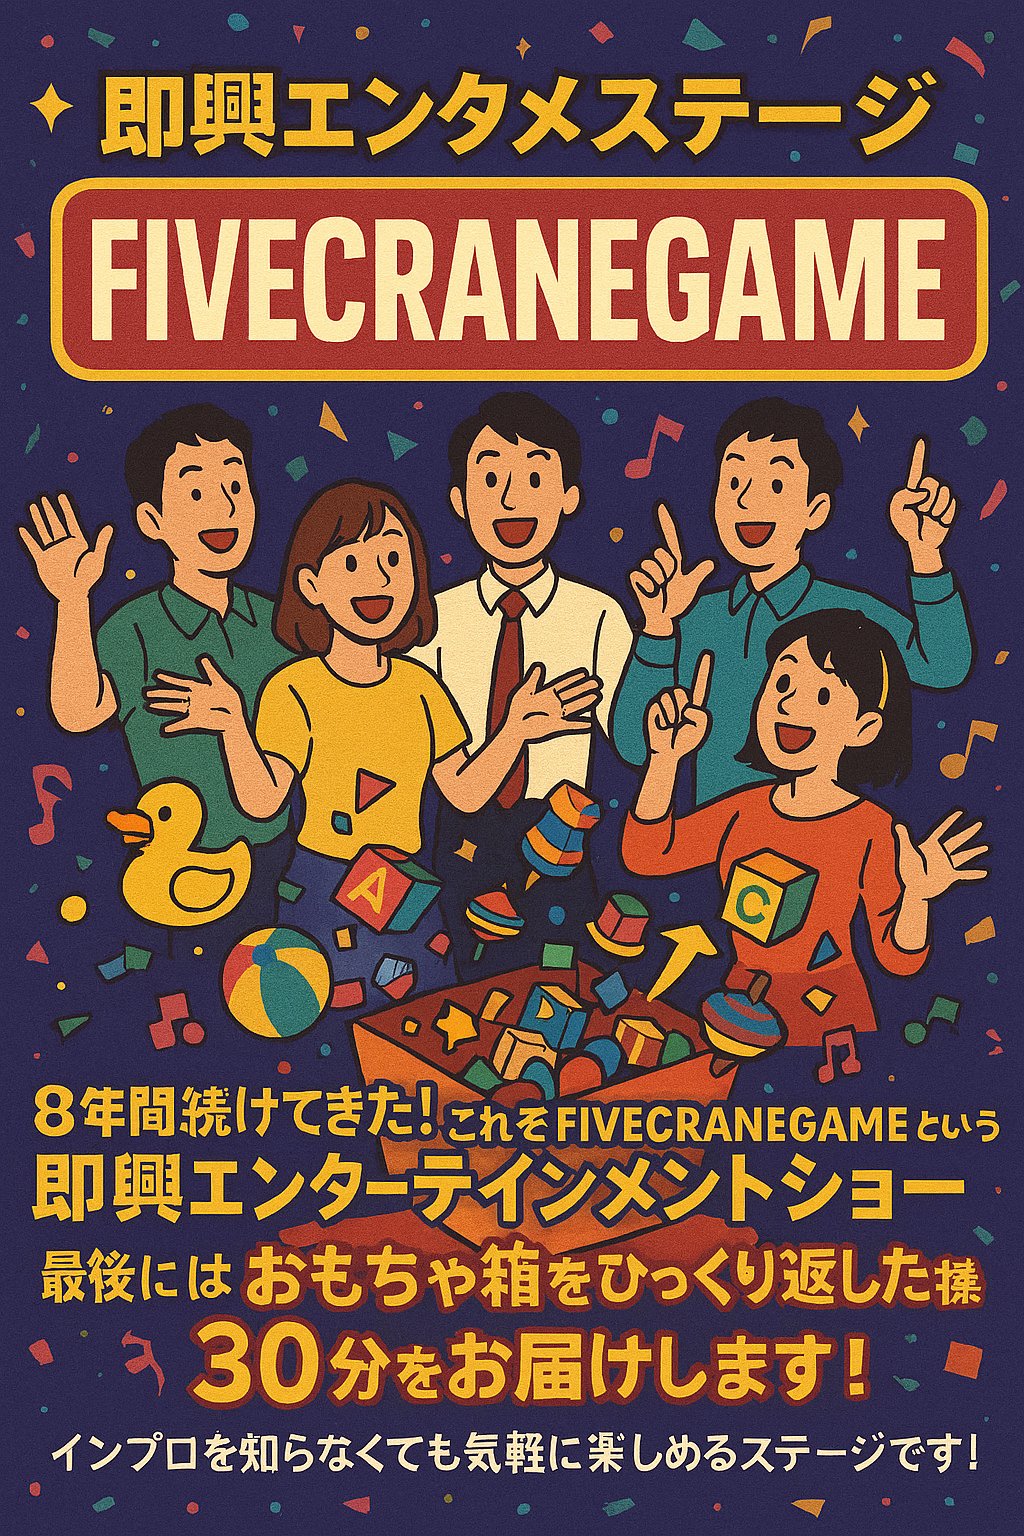 即興エンタメステージ
FIVECRANEGAME
A
C
8年間続けてきた!これぞFIVECRANEGAMEという
即興エンターテインメントショー
最後にはおもちゃ箱をひっくり返した
30分をお届けします!
インプロを知らなくても気軽に楽しめるステージです!